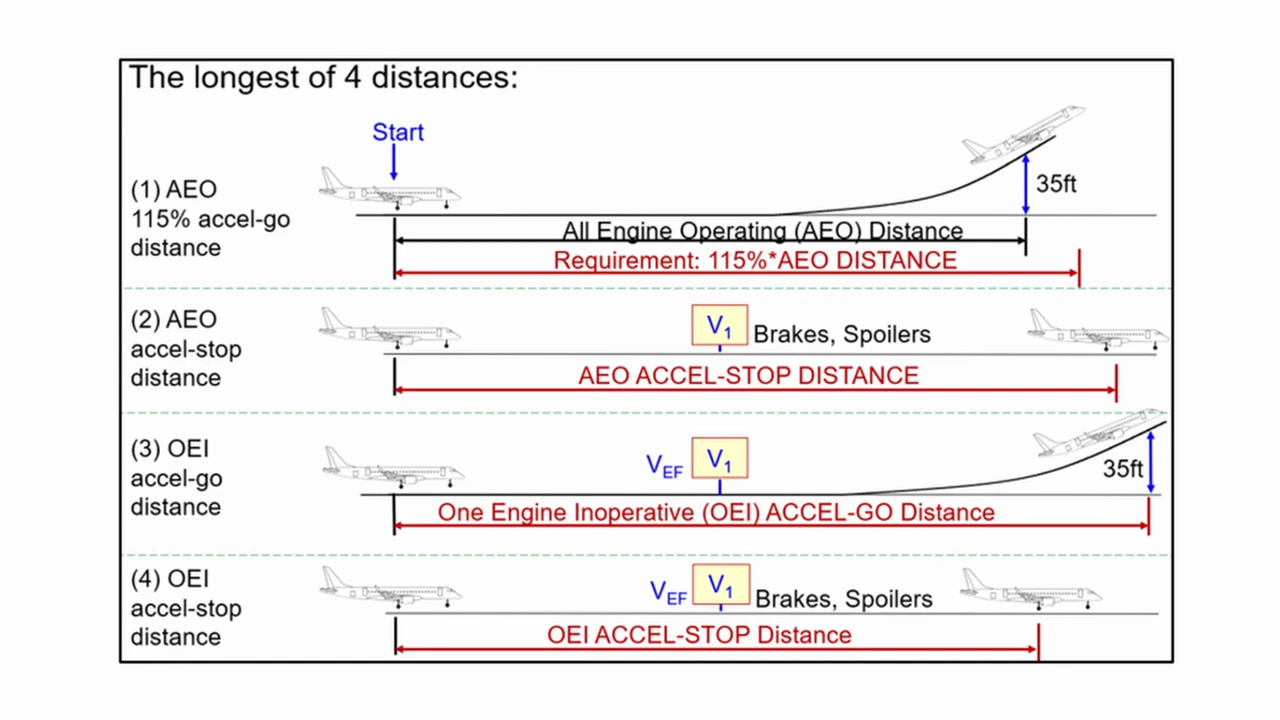 The longest of 4 distances:
Start
(1) AEO
115% accel-go
distance
35ft
All Engine Operating (AEO) Distance
Requirement: 115%*AEO DISTANCE
(2) AEO
accel-stop
distance
V1
Brakes, Spoilers
AEO ACCEL-STOP DISTANCE
(3) OEI
accel-go
distance
VEF
V1
35ft
One Engine Inoperative (OEI) ACCEL-GO Distance
(4) OEI
accel-stop
distance
VEF
V1
Brakes, Spoilers
OEI ACCEL-STOP Distance